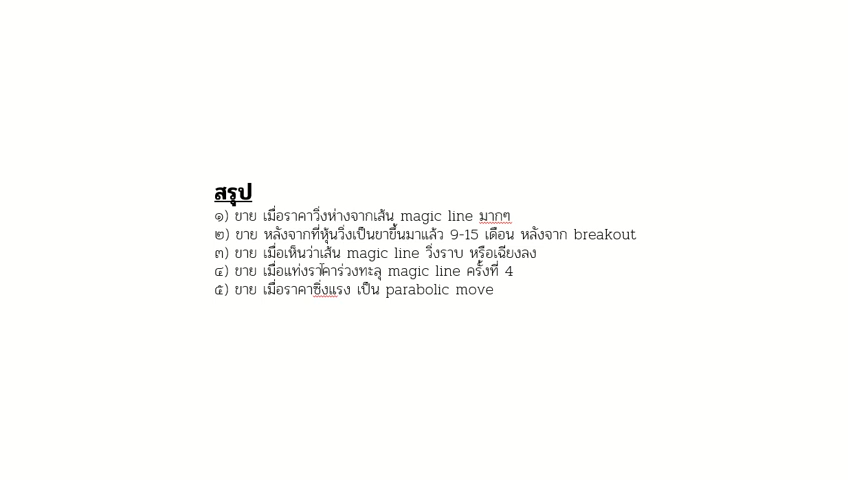 สรุป
๑) ขาย เมื่อราคาวิ่งห่างจากเส้น magic line มากๆ
๒) ขาย หลังจากที่หุ้นวิ่งเป็นขาขึ้นมาแล้ว 9-15 เดือน หลังจาก breakout
๓) ขาย เมื่อเห็นว่าเส้น magic line วิ่งราบ หรือเฉียงลง
๔) ขาย เมื่อแท่งราคาร่วงทะลุ magic line ครั้งที่ 4
๕) ขาย เมื่อราคาซิ่งแรง เป็น parabolic move